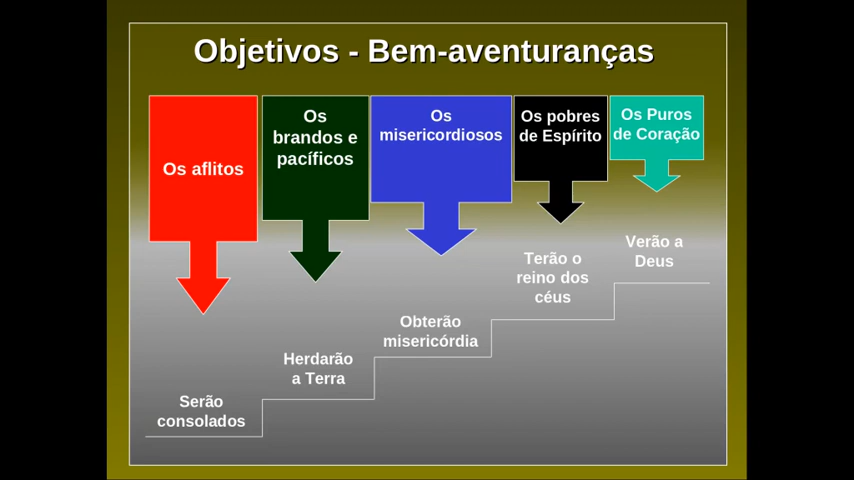 Objetivos - Bem-aventuranças
Os aflitos
Os
brandos e
pacíficos
Os
misericordiosos
Os pobres
de Espírito
Os Puros
de Coração
Serão
consolados
Herdarão
a Terra
Obterão
misericórdia
Terão o
reino dos
céus
Verão a
Deus